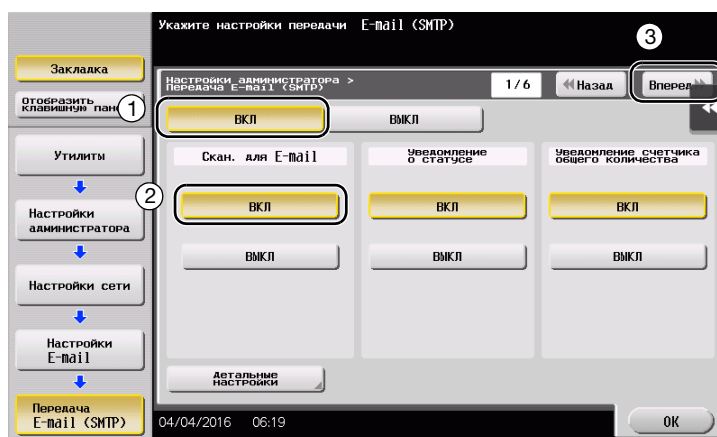 Укажите настройки передачи E-mail (SMTP)
3
Закладка
Отобразить
клавишную
1
Настройки администратора >
Передача E-mail (SMTP)
1/6
Назад
Вперед
ВКЛ
ВЫКЛ
Утилиты
Скан. для E-mail
Уведомление
о статусе
Уведомление счетчика
общего количества
2
Настройки
администратора
ВКЛ
ВКЛ
ВКЛ
ВЫКЛ
ВЫКЛ
ВЫКЛ
Настройки сети
Настройки
E-mail
Детальные
настройки
Передача
E-mail (SMTP)
04/04/2016 06:19
OK